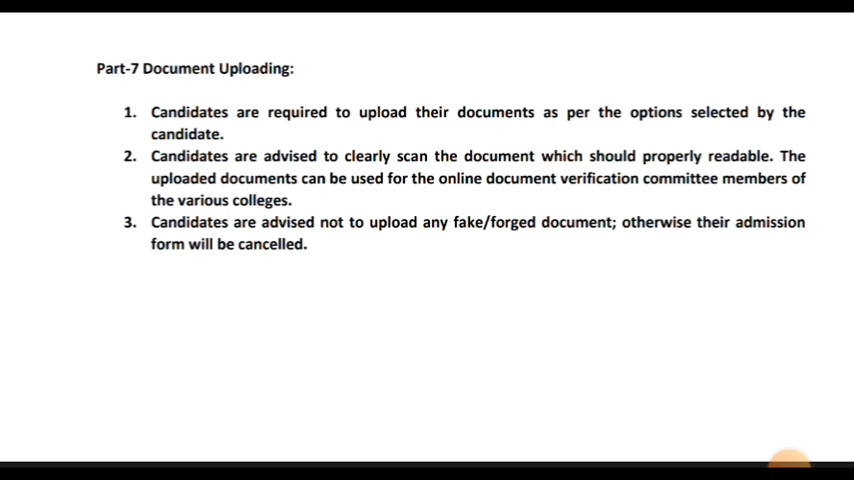 Part-7 Document Uploading:
1. Candidates are required to upload their documents as per the options selected by the
candidate.
2. Candidates are advised to clearly scan the document which should properly readable. The
uploaded documents can be used for the online document verification committee members of
the various colleges.
3. Candidates are advised not to upload any fake/forged document; otherwise their admission
form will be cancelled.